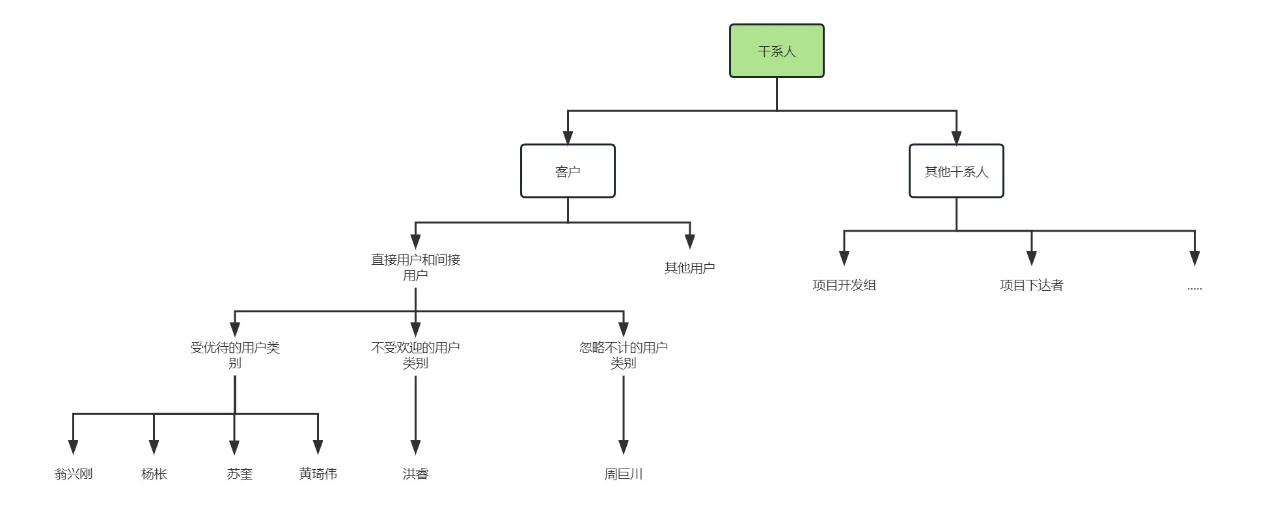 干系人
客户
其他干系人
直接用户和间接
用户
其他用户
项目开发组
项目下达者
.....
受优待的用户类
别
不受欢迎的用户
类别
忽略不计的用户
类别
翁兴刚
杨枨
苏奎
黄琦伟
洪睿
周巨川